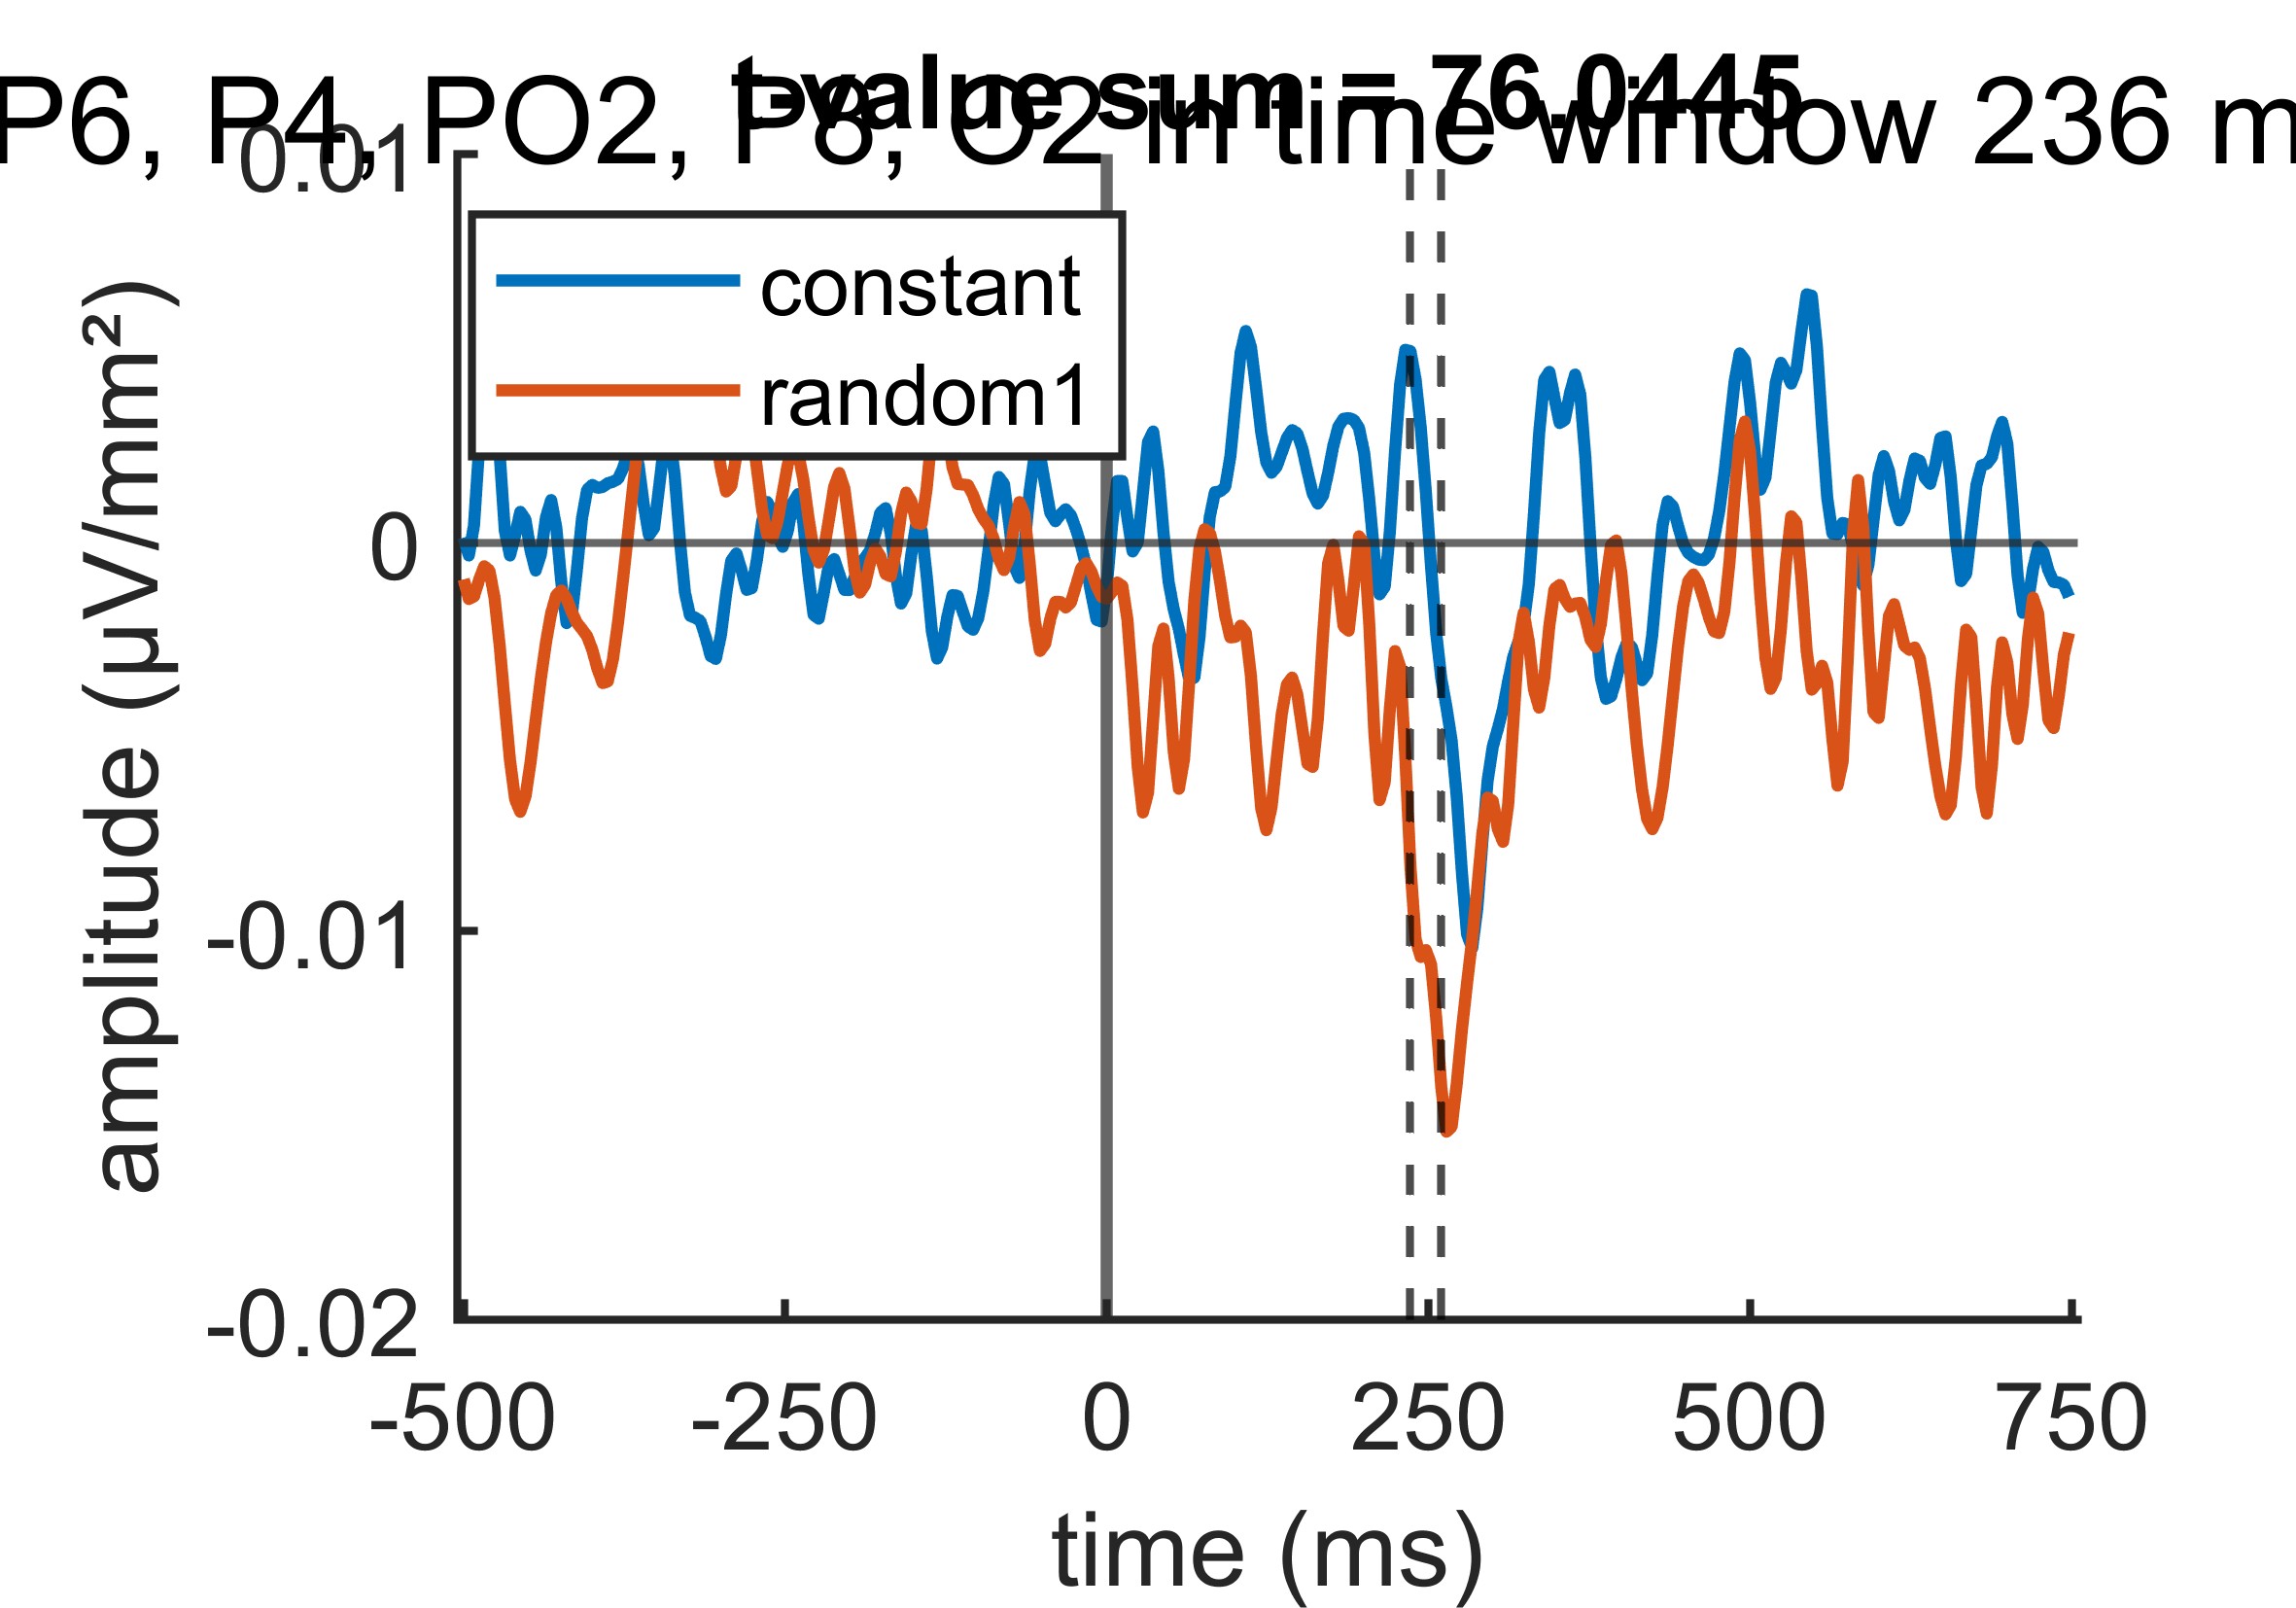 t-value sum = 76.0445
P6, P4, PO2, P8, O2 in time window 236 m
constant
random1
amplitude (µV/mm²)
0.01
0
-0.01
-0.02
-500 -250 0 250 500 750
time (ms)